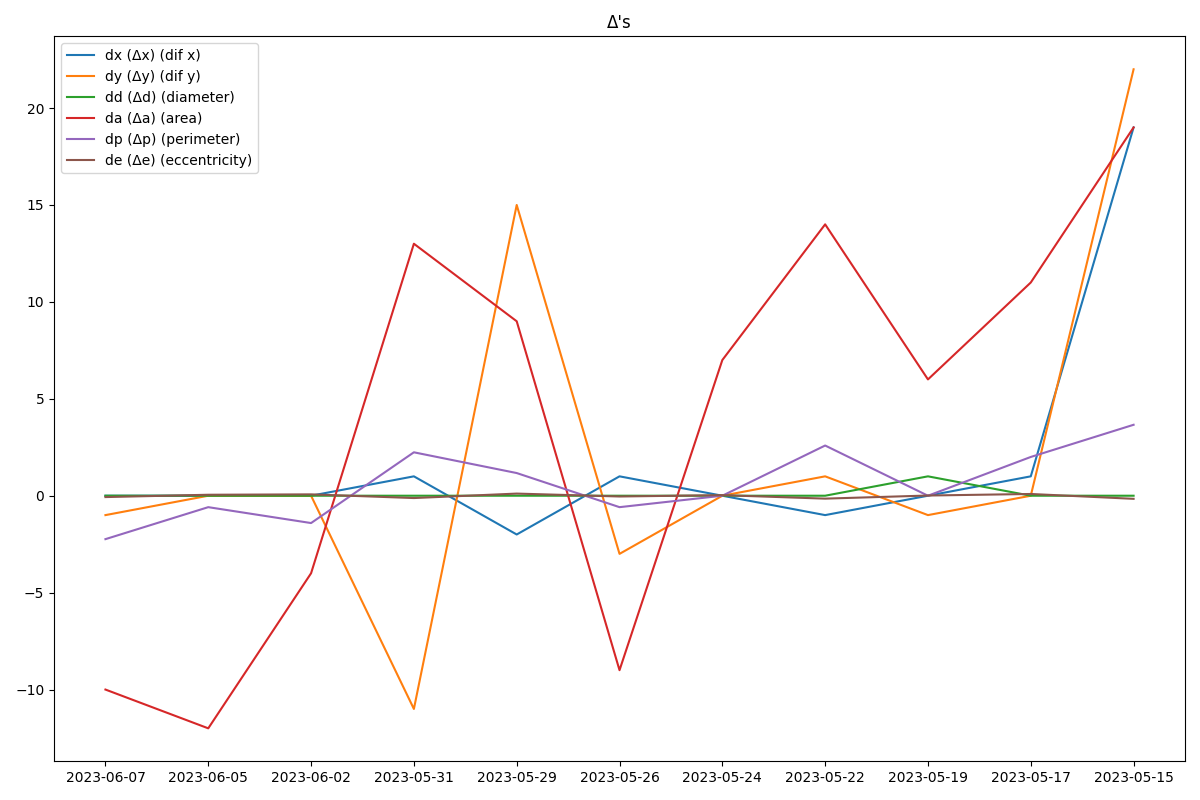 Δ's
dx (Δx) (dif x)
dy (Δy) (dif y)
dd (Δd) (diameter)
da (Δa) (area)
dp (Δp) (perimeter)
de (Δe) (eccentricity)
20
15
10
5
0
−5
−10
2023-06-07 2023-06-05 2023-06-02 2023-05-31 2023-05-29 2023-05-26 2023-05-24 2023-05-22 2023-05-19 2023-05-17 2023-05-15